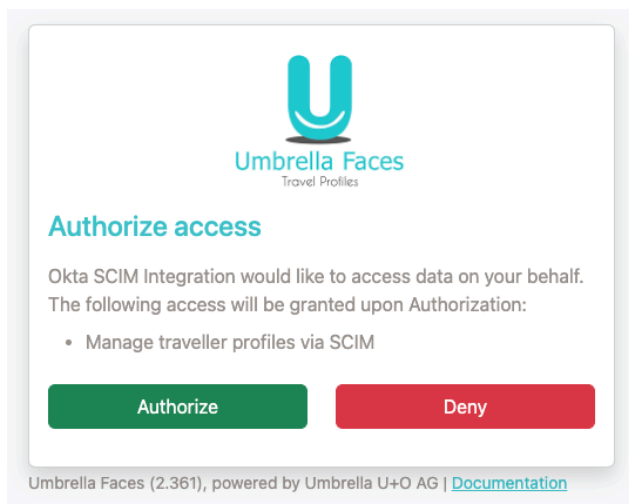 Umbrella Faces
Travel Profiles
Authorize access
Okta SCIM Integration would like to access data on your behalf.
The following access will be granted upon Authorization:
• Manage traveller profiles via SCIM
Authorize
Deny
Umbrella Faces (2.361), powered by Umbrella U+O AG | Documentation